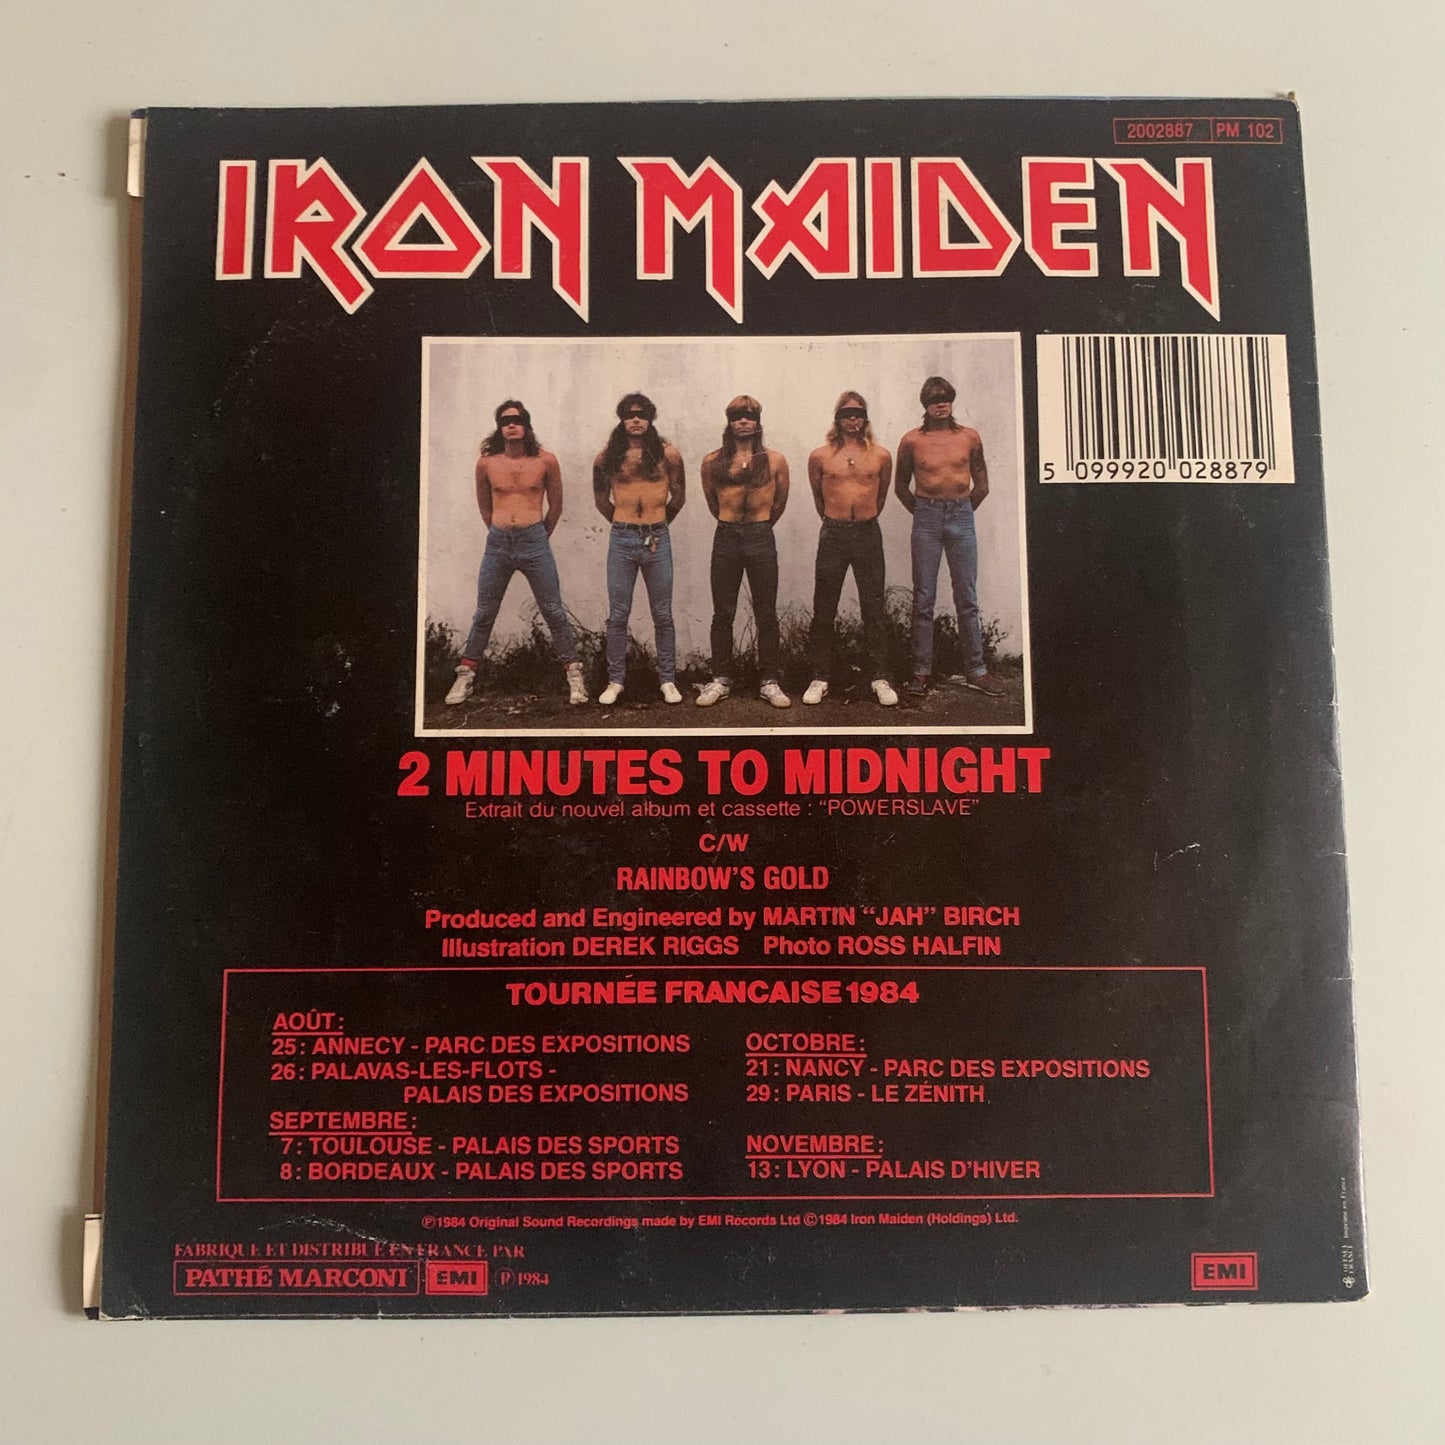 2002887 PM 102
IRON MAIDEN
5 099920 028879
2 MINUTES TO MIDNIGHT
Extrait du nouvel album et cassette : "POWERSLAVE"
C/W
RAINBOW'S GOLD
Produced and Engineered by MARTIN "JAH" BIRCH
Illustration DEREK RIGGS Photo ROSS HALFIN
TOURNÉE FRANCAISE 1984
AOÛT :
25 : ANNECY - PARC DES EXPOSITIONS
26 : PALAVAS-LES-FLOTS -
PALAIS DES EXPOSITIONS
SEPTEMBRE :
7 : TOULOUSE - PALAIS DES SPORTS
8 : BORDEAUX - PALAIS DES SPORTS
OCTOBRE :
21 : NANCY - PARC DES EXPOSITIONS
29 : PARIS - LE ZÉNITH
NOVEMBRE :
13 : LYON - PALAIS D'HIVER
℗1984 Original Sound Recordings made by EMI Records Ltd ©1984 Iron Maiden (Holdings) Ltd.
FABRIQUE ET DISTRIBUE EN FRANCE PAR
PATHÉ MARCONI EMI ℗ 1984
EMI
Imprimé en France